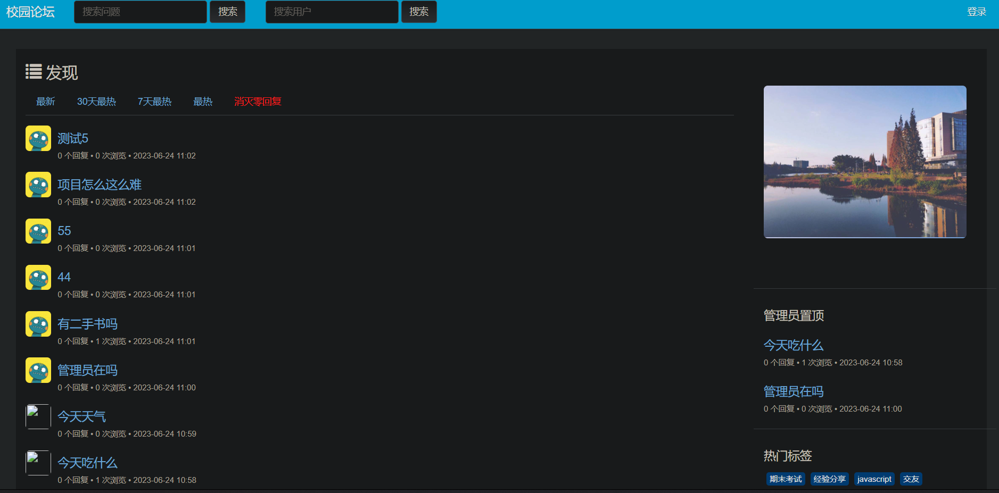 校园论坛 搜索问题 搜索 搜索用户 搜索 登录
发现
最新 30天最热 7天最热 最热 消灭零回复
测试5
0 个回复 • 0 次浏览 • 2023-06-24 11:02
项目怎么这么难
0 个回复 • 0 次浏览 • 2023-06-24 11:02
55
0 个回复 • 0 次浏览 • 2023-06-24 11:01
44
0 个回复 • 0 次浏览 • 2023-06-24 11:01
有二手书吗
0 个回复 • 1 次浏览 • 2023-06-24 11:01
管理员在吗
0 个回复 • 0 次浏览 • 2023-06-24 11:00
今天天气
0 个回复 • 0 次浏览 • 2023-06-24 10:59
今天吃什么
0 个回复 • 1 次浏览 • 2023-06-24 10:58
管理员置顶
今天吃什么
0 个回复 • 1 次浏览 • 2023-06-24 10:58
管理员在吗
0 个回复 • 0 次浏览 • 2023-06-24 11:00
热门标签
期末考试 经验分享 javascript 交友